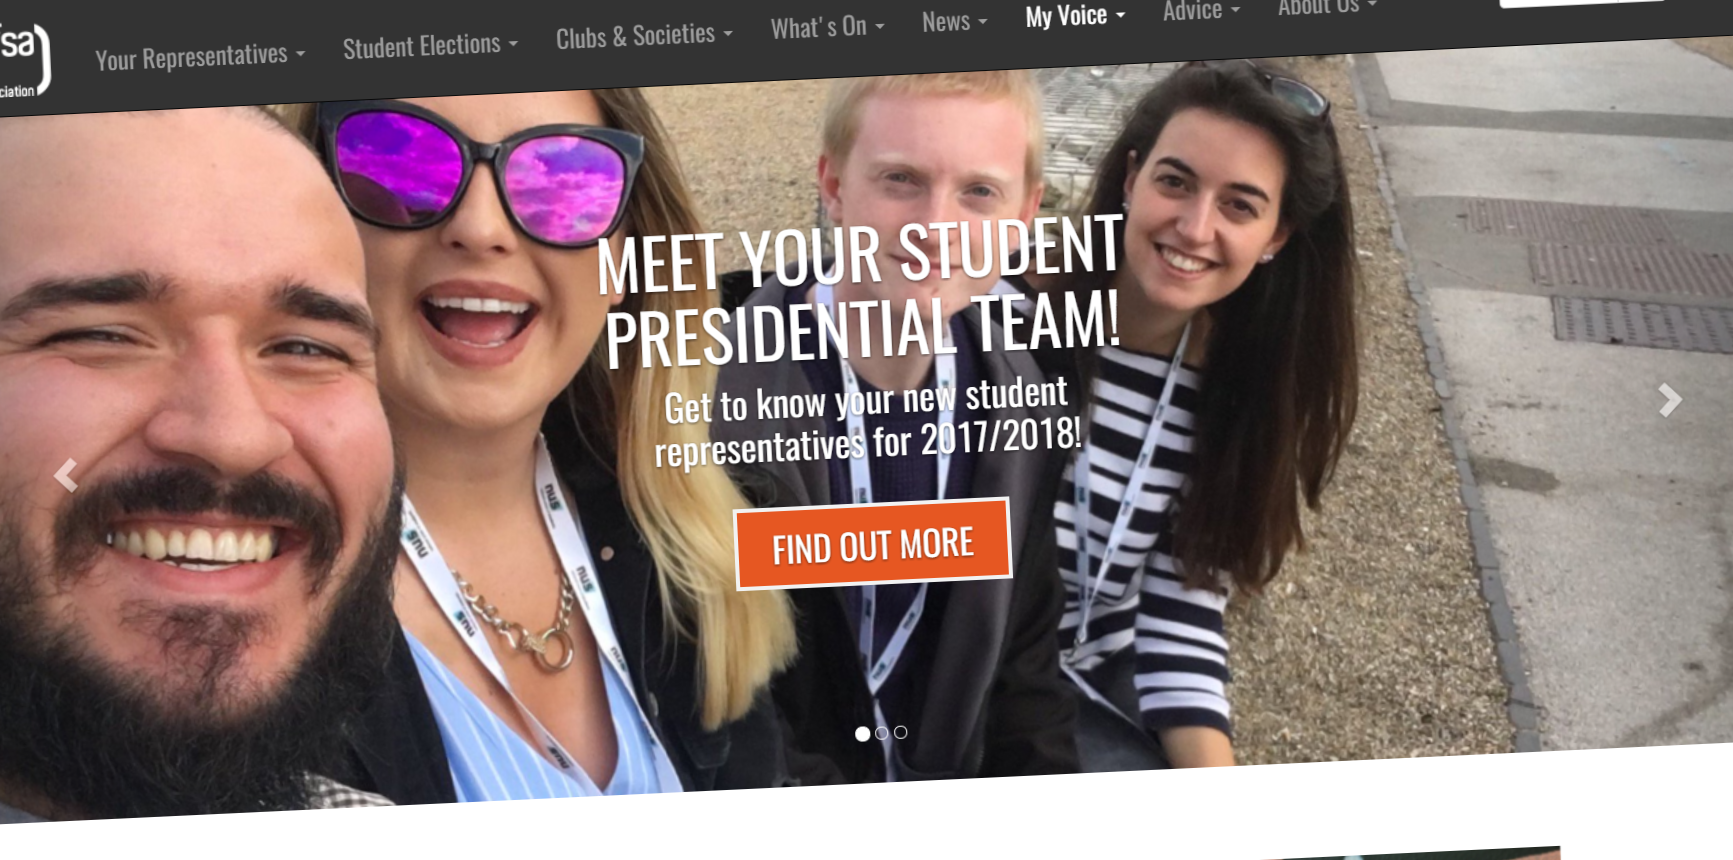 sa
ciation
Your Representatives
Student Elections
Clubs & Societies
What's On
News
My Voice
Advice
About Us
MEET YOUR STUDENT
PRESIDENTIAL TEAM!
Get to know your new student
representatives for 2017/2018!
FIND OUT MORE
nus
nus
nus
nus